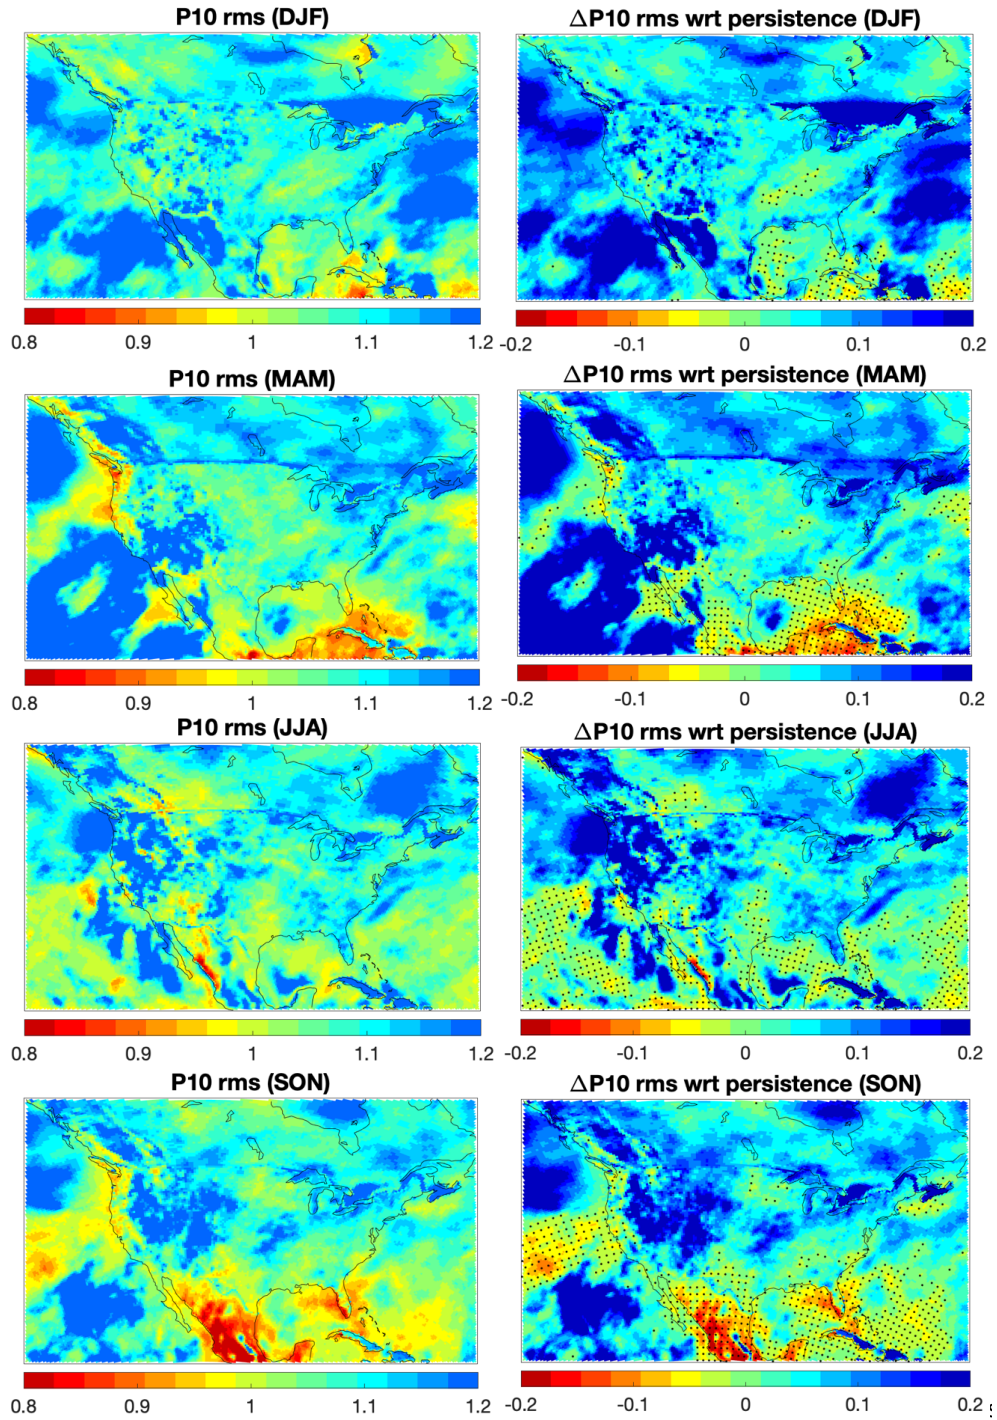 P10 rms (DJF)
△P10 rms wrt persistence (DJF)
0.8 0.9 1 1.1 1.2
-0.2 -0.1 0 0.1 0.2
P10 rms (MAM)
△P10 rms wrt persistence (MAM)
0.8 0.9 1 1.1 1.2
-0.2 -0.1 0 0.1 0.2
P10 rms (JJA)
△P10 rms wrt persistence (JJA)
0.8 0.9 1 1.1 1.2
-0.2 -0.1 0 0.1 0.2
P10 rms (SON)
△P10 rms wrt persistence (SON)
0.8 0.9 1 1.1 1.2
-0.2 -0.1 0 0.1 0.2